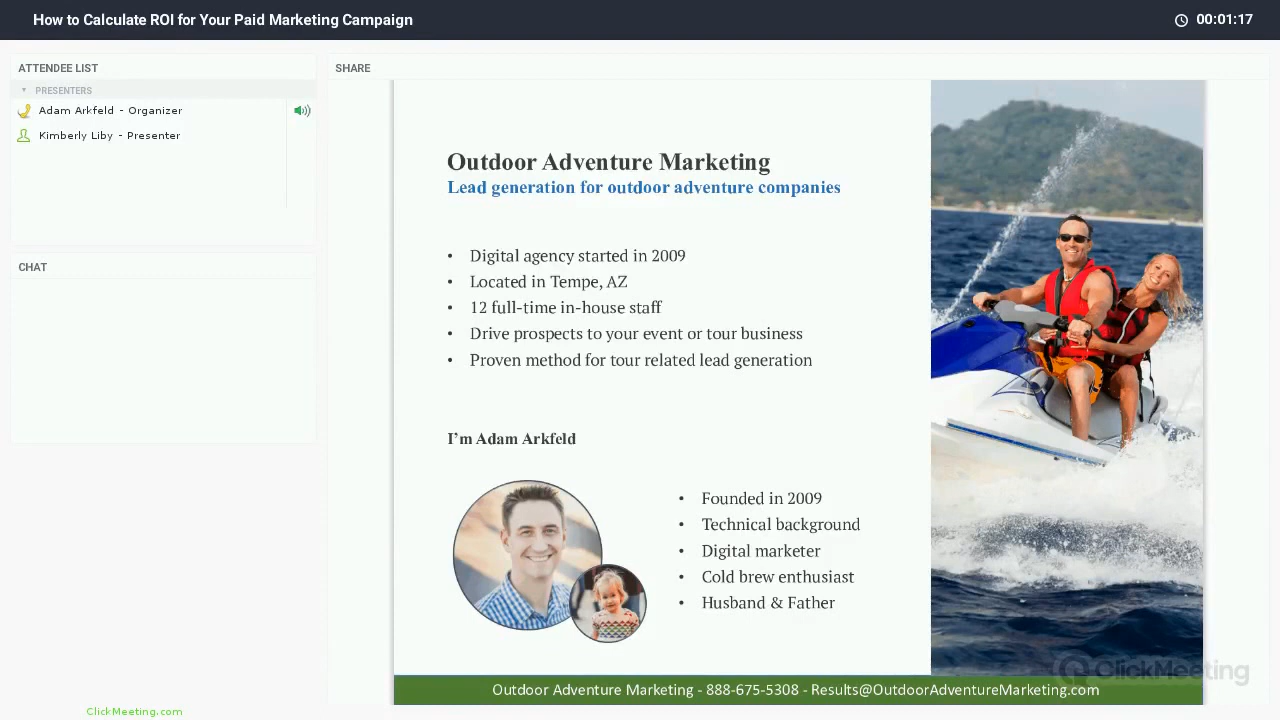 How to Calculate ROI for Your Paid Marketing Campaign
00:01:17
ATTENDEE LIST
PRESENTERS
Adam Arkfeld - Organizer
Kimberly Liby - Presenter
CHAT
SHARE
Outdoor Adventure Marketing
Lead generation for outdoor adventure companies
• Digital agency started in 2009
• Located in Tempe, AZ
• 12 full-time in-house staff
• Drive prospects to your event or tour business
• Proven method for tour related lead generation
I'm Adam Arkfeld
• Founded in 2009
• Technical background
• Digital marketer
• Cold brew enthusiast
• Husband & Father
ClickMeeting
Outdoor Adventure Marketing - 888-675-5308 - Results@OutdoorAdventureMarketing.com
ClickMeeting.com